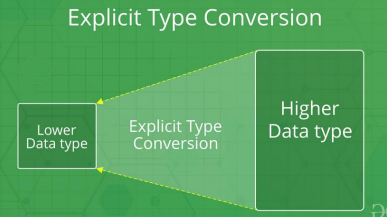 Explicit Type Conversion
Lower
Data type
Explicit Type
Conversion
Higher
Data type